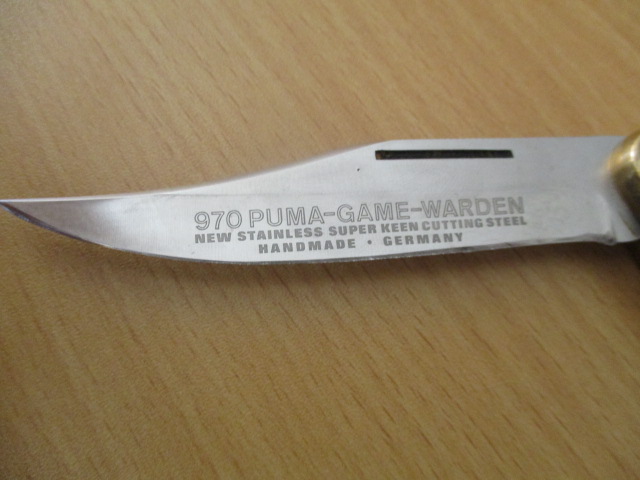 970 PUMA-GAME-WARDEN
NEW STAINLESS SUPER KEEN CUTTING STEEL
HANDMADE • GERMANY